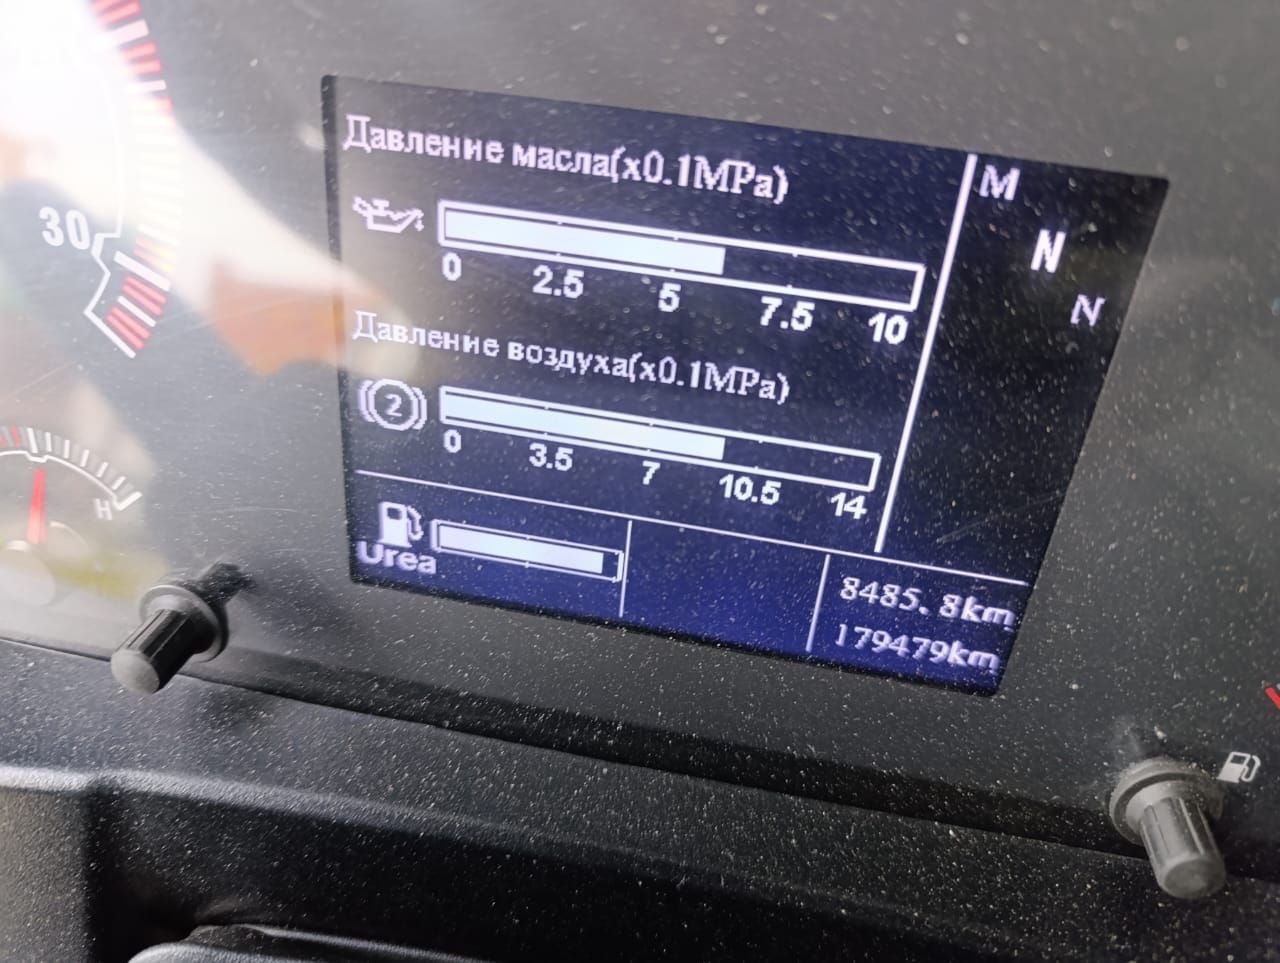 30
H
Давление масла(x0.1MPa)
0 2.5 5 7.5 10
Давление воздуха(x0.1MPa)
2
0 3.5 7 10.5 14
Urea
M
N
N
8485.8km
179479km